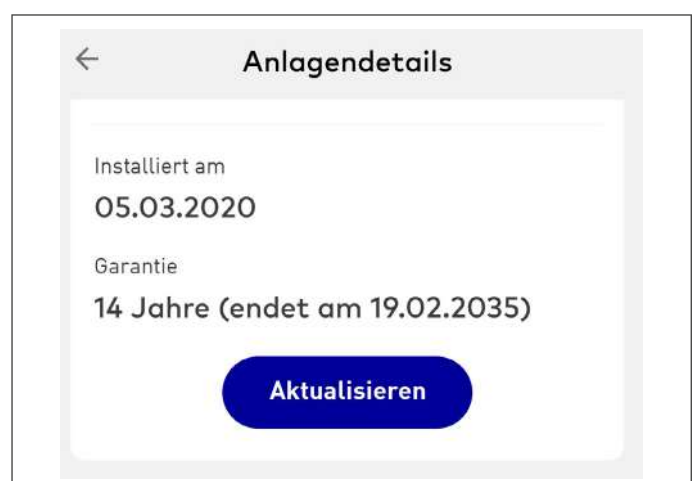 Anlagendetails
Installiert am
05.03.2020
Garantie
14 Jahre (endet am 19.02.2035)
Aktualisieren